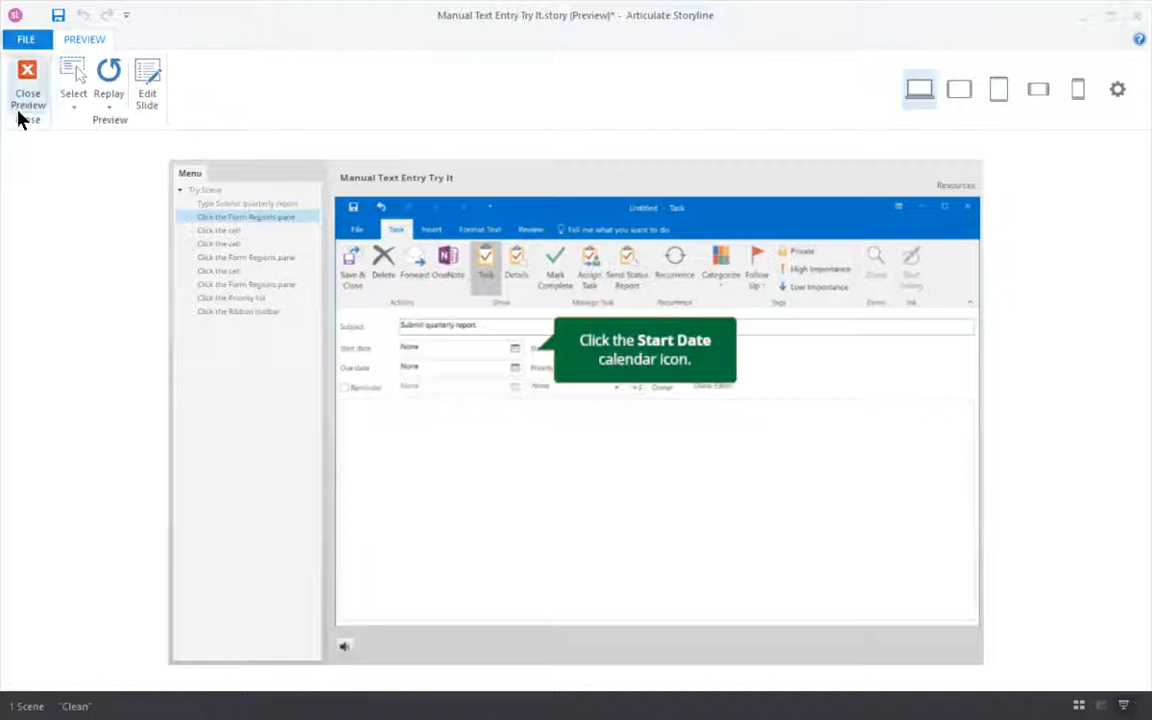 sl
Manual Text Entry Try It.story (Preview)* - Articulate Storyline
FILE
PREVIEW
Close Preview
Select
Replay
Edit Slide
Preview
Menu
Try Scene
Type Submit quarterly report
Click the Form Regions pane
Click the cell
Click the cell
Click the Form Regions pane
Click the cell
Click the Form Regions pane
Click the Priority list
Click the Ribbon toolbar
Manual Text Entry Try It
Resources
Untitled - Task
File
Task
Insert
Format Text
Review
Tell me what you want to do
Save & Close
Delete
Forward
OneNote
Task
Details
Mark Complete
Assign Task
Send Status Report
Recurrence
Categorize
Follow Up
Private
High Importance
Low Importance
Zoom
Start Inking
Actions
Show
Manage Task
Recurrence
Tags
Zoom
Ink
Subject
Submit quarterly report
Start date
None
Due date
None
Priority
Reminder
None
None
Owner
Click the Start Date
calendar icon.
1 Scene
"Clean"